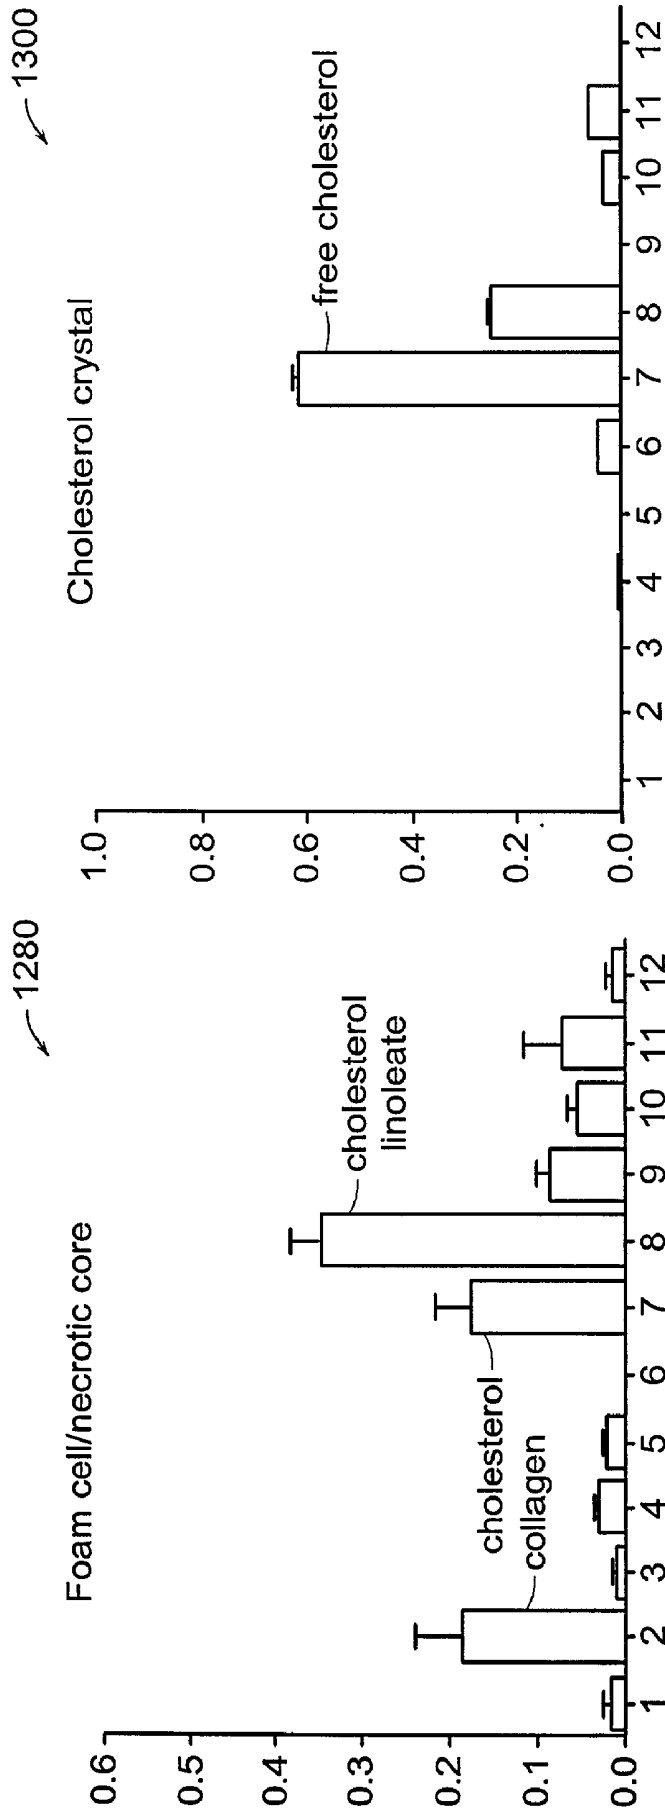 Foam cell/necrotic core
1280
0.6
0.5
0.4
0.3
0.2
0.1
0.0
collagen
cholesterol
cholesterol
linoleate
1 2 3 4 5 6 7 8 9 10 11 12
Cholesterol crystal
1300
1.0
0.8
0.6
0.4
0.2
0.0
free cholesterol
1 2 3 4 5 6 7 8 9 10 11 12